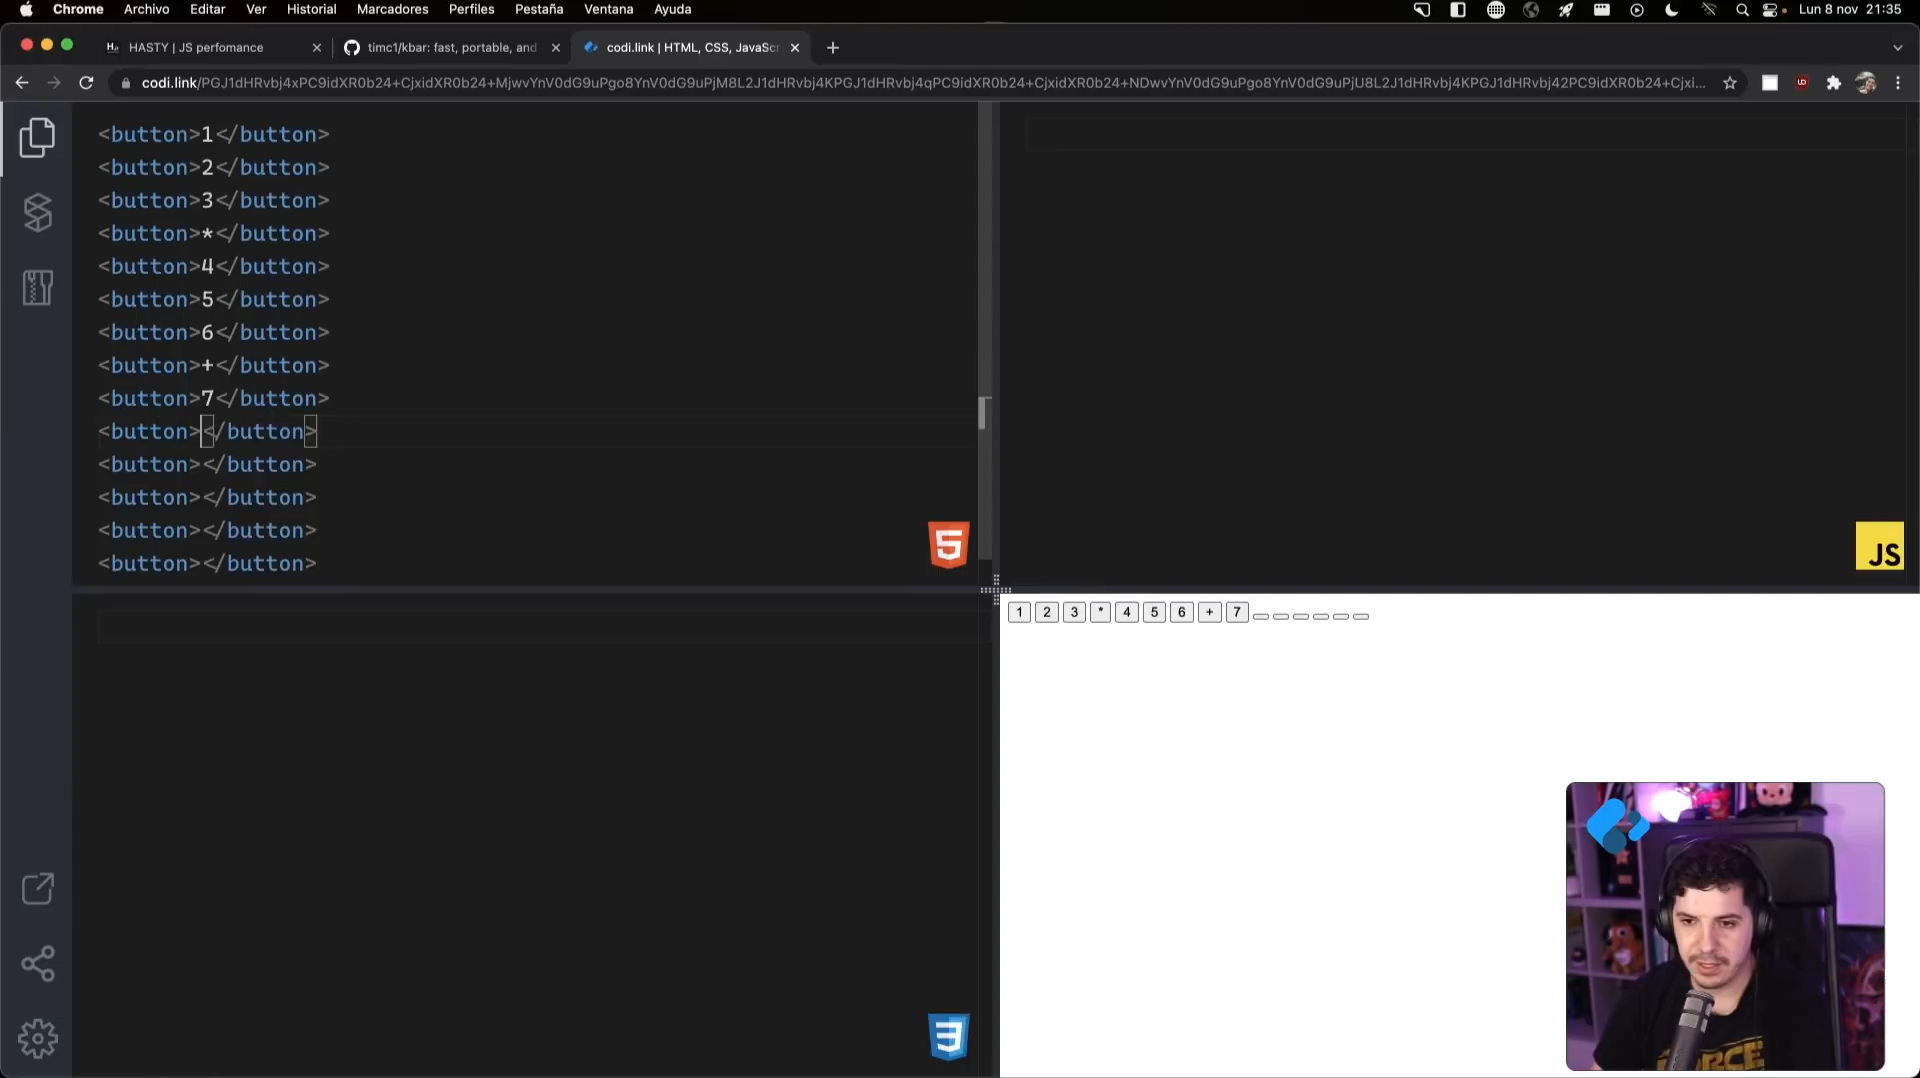 Chrome Archivo Editar Ver Historial Marcadores Perfiles Pestaña Ventana Ayuda Lun 8 nov 21:35
HASTY | JS perfomance timc1/kbar: fast, portable, and codi.link | HTML, CSS, JavaSc
codi.link/PGJ1dHRvbj4xPC9idXR0b24+CjxidXR0b24+MjwvYnV0dG9uPgo8YnV0dG9uPjM8L2J1dHRvbj4KPGJ1dHRvbj4qPC9idXR0b24+CjxidXR0b24+NDwvYnV0dG9uPgo8YnV0dG9uPjU8L2J1dHRvbj4KPGJ1dHRvbj42PC9idXR0b24+Cjxi...
<button>1</button>
<button>2</button>
<button>3</button>
<button>*</button>
<button>4</button>
<button>5</button>
<button>6</button>
<button>+</button>
<button>7</button>
<button></button>
<button></button>
<button></button>
<button></button>
<button></button>
5
JS
1 2 3 * 4 5 6 + 7
3